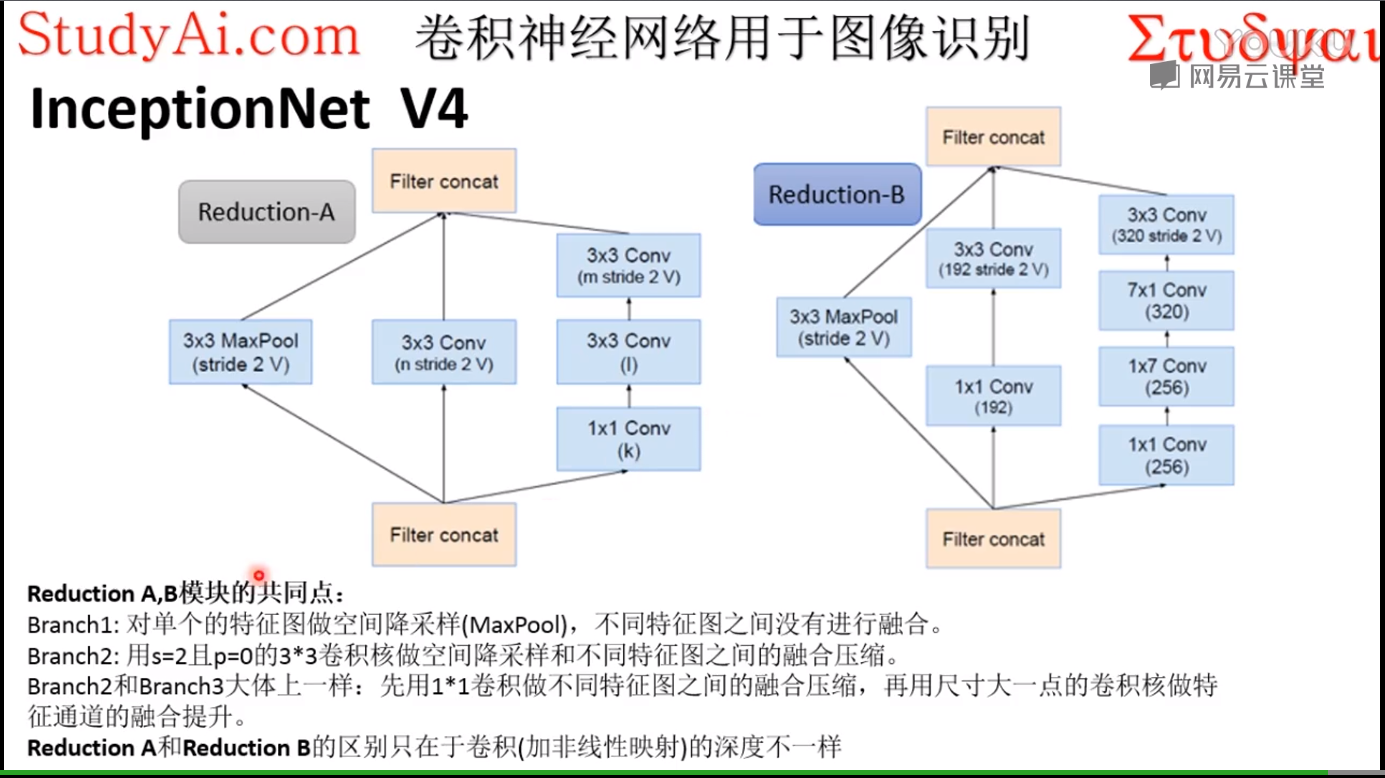 StudyAi.com
卷积神经网络用于图像识别
Στυδψαι
YOUKU
网易云课堂
InceptionNet V4
Reduction-A
Filter concat
3x3 MaxPool
(stride 2 V)
3x3 Conv
(n stride 2 V)
3x3 Conv
(m stride 2 V)
3x3 Conv
(l)
1x1 Conv
(k)
Filter concat
Reduction-B
Filter concat
3x3 MaxPool
(stride 2 V)
3x3 Conv
(192 stride 2 V)
1x1 Conv
(192)
3x3 Conv
(320 stride 2 V)
7x1 Conv
(320)
1x7 Conv
(256)
1x1 Conv
(256)
Filter concat
Reduction A,B模块的共同点：
Branch1: 对单个的特征图做空间降采样(MaxPool)，不同特征图之间没有进行融合。
Branch2: 用s=2且p=0的3*3卷积核做空间降采样和不同特征图之间的融合压缩。
Branch2和Branch3大体上一样：先用1*1卷积做不同特征图之间的融合压缩，再用尺寸大一点的卷积核做特
征通道的融合提升。
Reduction A和Reduction B的区别只在于卷积(加非线性映射)的深度不一样